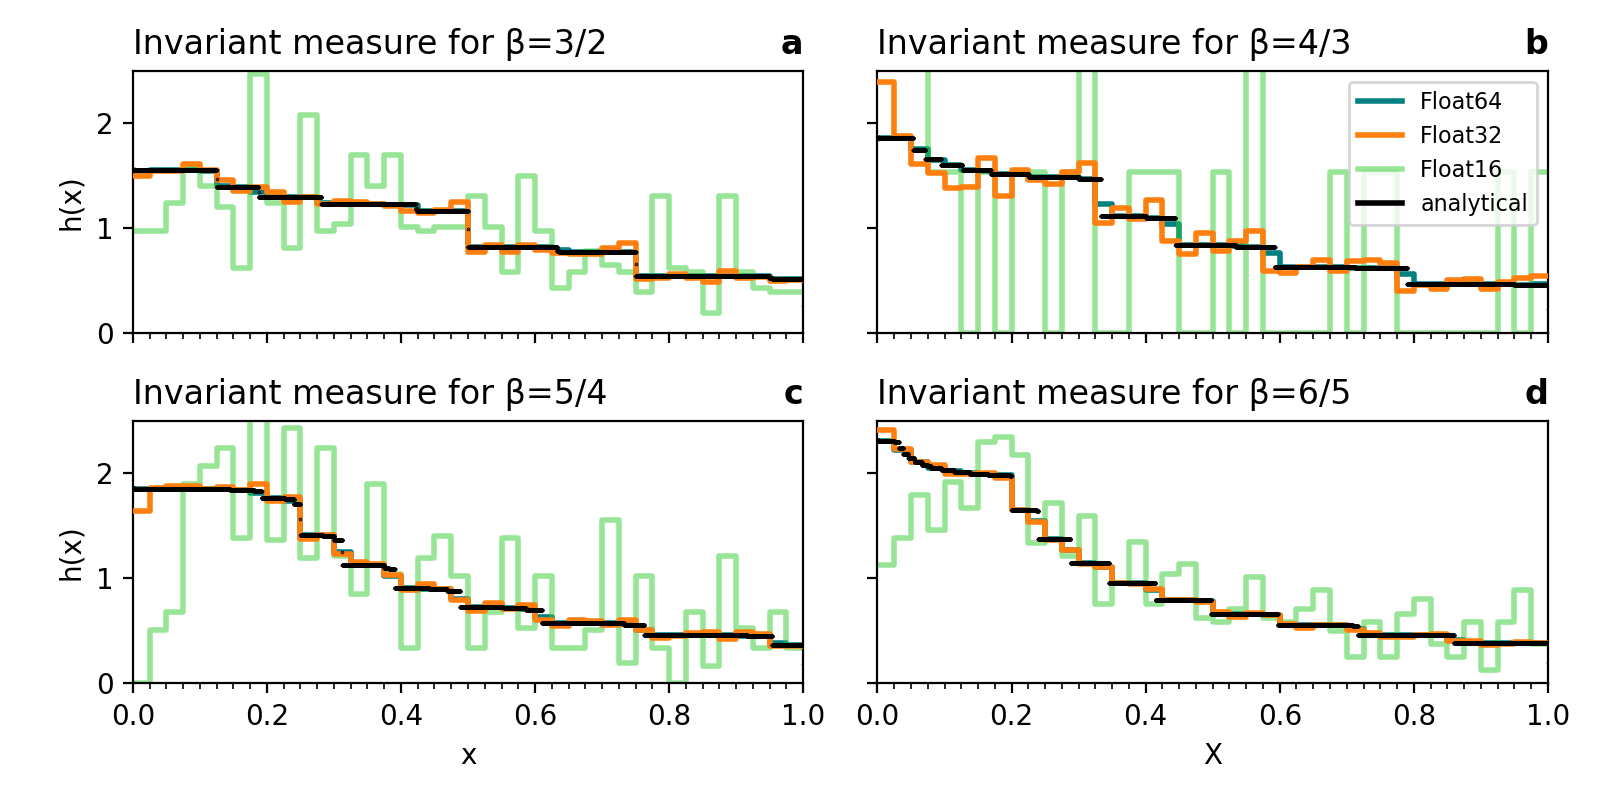 Invariant measure for β=3/2 a
Invariant measure for β=4/3 b
h(x)
2
1
0
Float64
Float32
Float16
analytical
Invariant measure for β=5/4 c
Invariant measure for β=6/5 d
h(x)
2
1
0
0.0 0.2 0.4 0.6 0.8 1.0
x
0.0 0.2 0.4 0.6 0.8 1.0
X